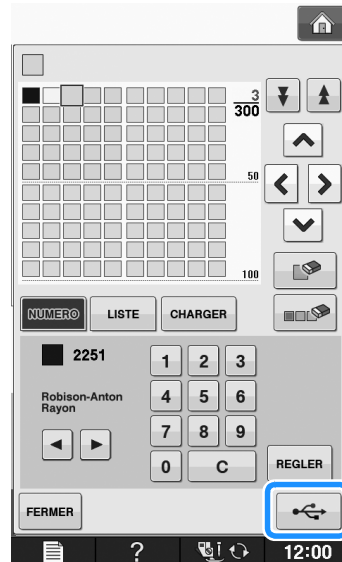 3
300
50
100
NUMERO LISTE CHARGER
2251
Robison-Anton
Rayon
1 2 3
4 5 6
7 8 9
0 C
REGLER
FERMER
? 12:00